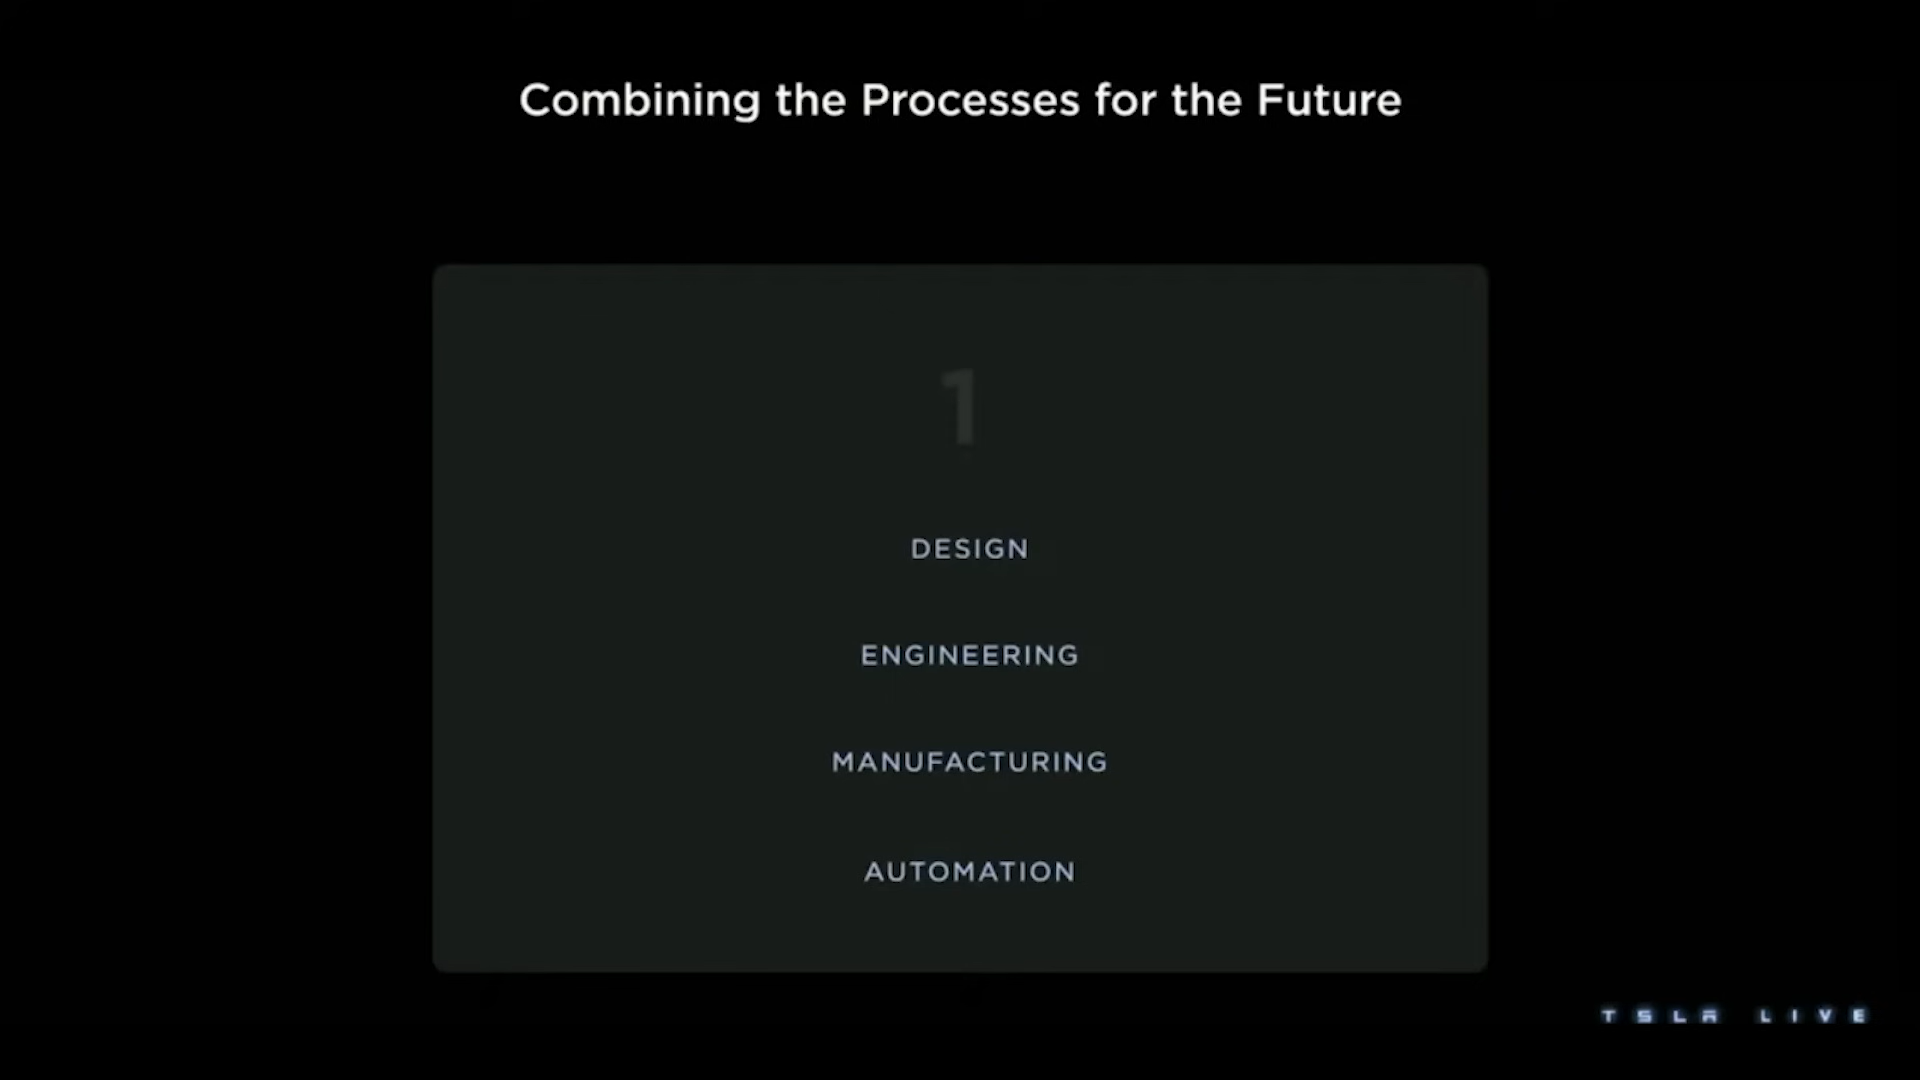 Combining the Processes for the Future
1
DESIGN
ENGINEERING
MANUFACTURING
AUTOMATION
TSLA LIVE